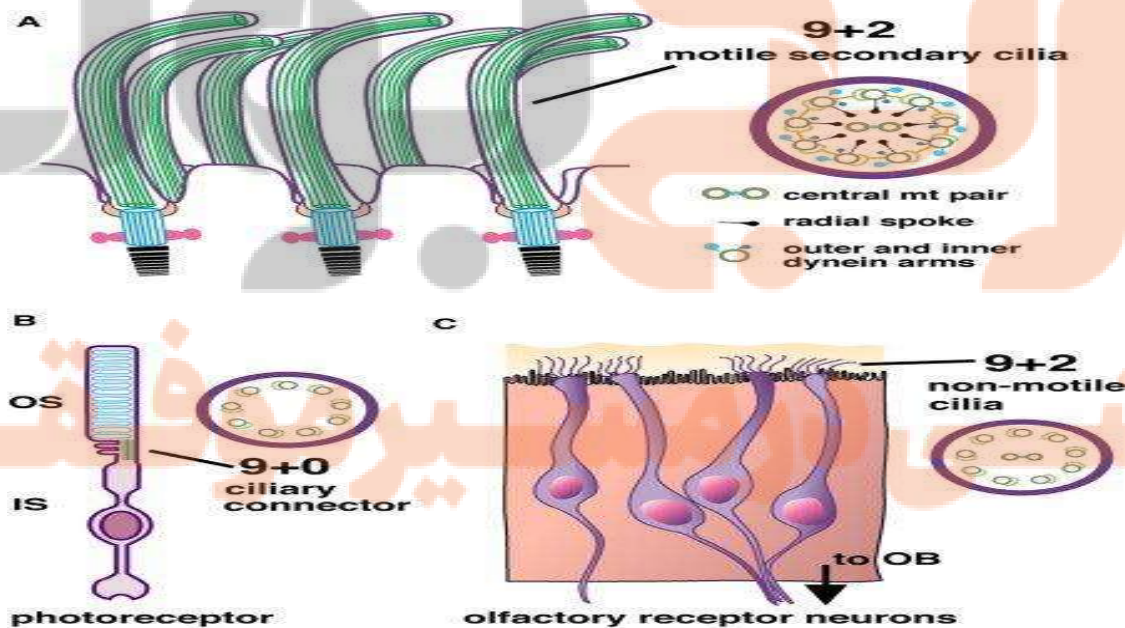 A
9+2
motile secondary cilia
central mt pair
radial spoke
outer and inner
dynein arms
B
OS
9+0
ciliary
connector
IS
photoreceptor
C
9+2
non-motile
cilia
to OB
olfactory receptor neurons